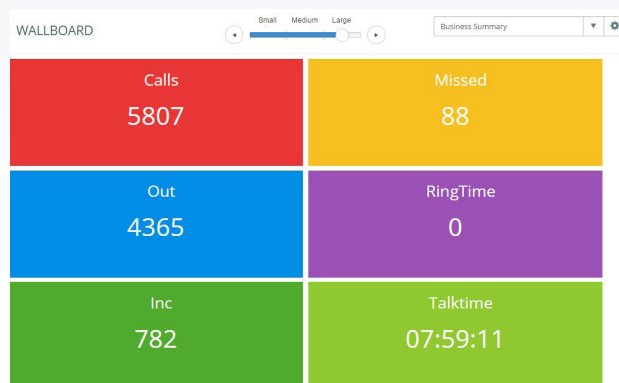 Small Medium Large
WALLBOARD
Business Summary
Calls
5807
Missed
88
Out
4365
RingTime
0
Inc
782
Talktime
07:59:11